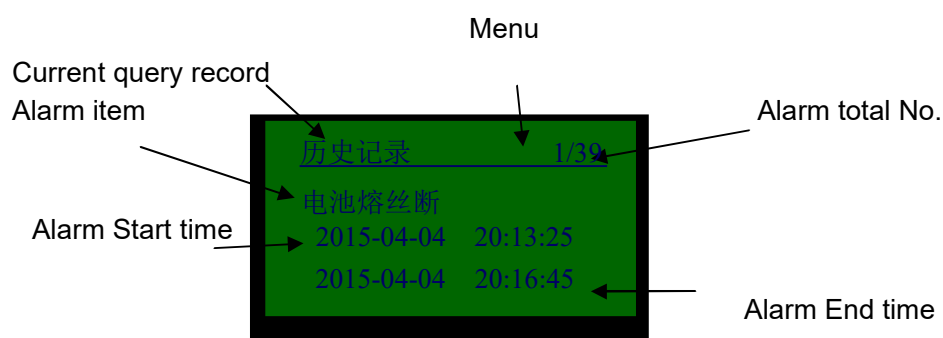 Menu
Current query record
Alarm item
Alarm total No.
历史记录 1/39
电池熔丝断
Alarm Start time
2015-04-04 20:13:25
2015-04-04 20:16:45
Alarm End time